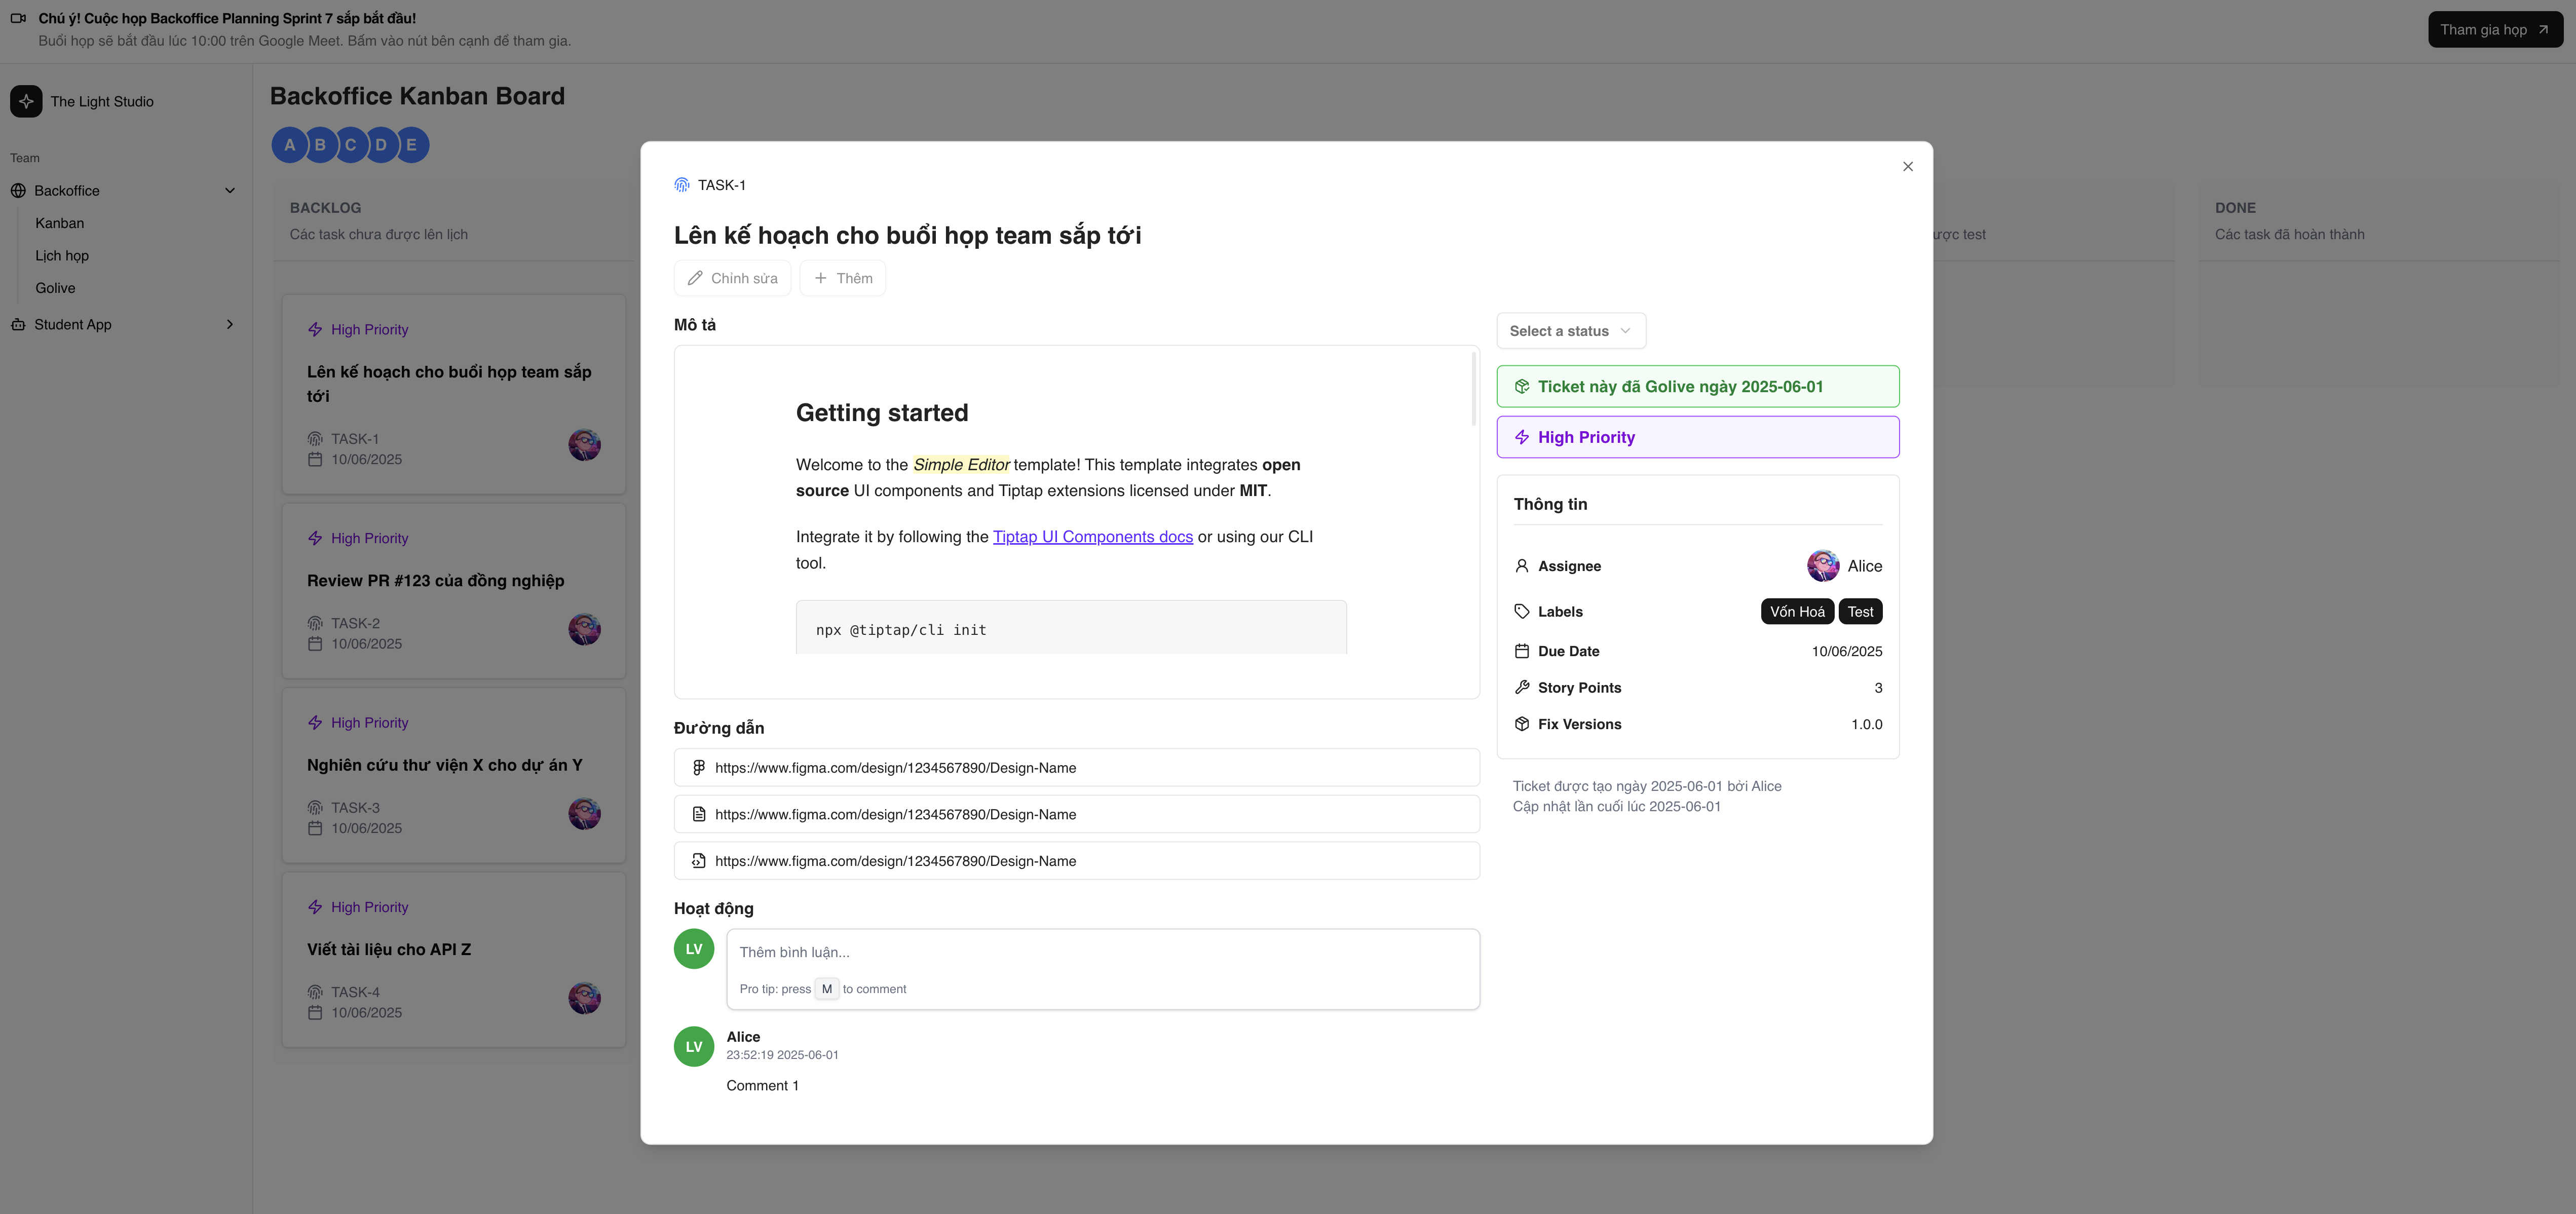 Chú ý! Cuộc họp Backoffice Planning Sprint 7 sắp bắt đầu!
Buổi họp sẽ bắt đầu lúc 10:00 trên Google Meet. Bấm vào nút bên cạnh để tham gia.
Tham gia họp
The Light Studio
Team
Backoffice
Kanban
Lịch họp
Golive
Student App
Backoffice Kanban Board
A B C D E
BACKLOG
Các task chưa được lên lịch
High Priority
Lên kế hoạch cho buổi họp team sắp
tới
TASK-1
10/06/2025
High Priority
Review PR #123 của đồng nghiệp
TASK-2
10/06/2025
High Priority
Nghiên cứu thư viện X cho dự án Y
TASK-3
10/06/2025
High Priority
Viết tài liệu cho API Z
TASK-4
10/06/2025
TASK-1
Lên kế hoạch cho buổi họp team sắp tới
Chỉnh sửa
Thêm
Mô tả
Getting started
Welcome to the Simple Editor template! This template integrates open
source UI components and Tiptap extensions licensed under MIT.
Integrate it by following the Tiptap UI Components docs or using our CLI
tool.
npx @tiptap/cli init
Đường dẫn
https://www.figma.com/design/1234567890/Design-Name
https://www.figma.com/design/1234567890/Design-Name
https://www.figma.com/design/1234567890/Design-Name
Hoạt động
LV
Thêm bình luận...
Pro tip: press M to comment
LV
Alice
23:52:19 2025-06-01
Comment 1
Select a status
Ticket này đã Golive ngày 2025-06-01
High Priority
Thông tin
Assignee
Alice
Labels
Vốn Hoá
Test
Due Date
10/06/2025
Story Points
3
Fix Versions
1.0.0
Ticket được tạo ngày 2025-06-01 bởi Alice
Cập nhật lần cuối lúc 2025-06-01
test
DONE
Các task đã hoàn thành